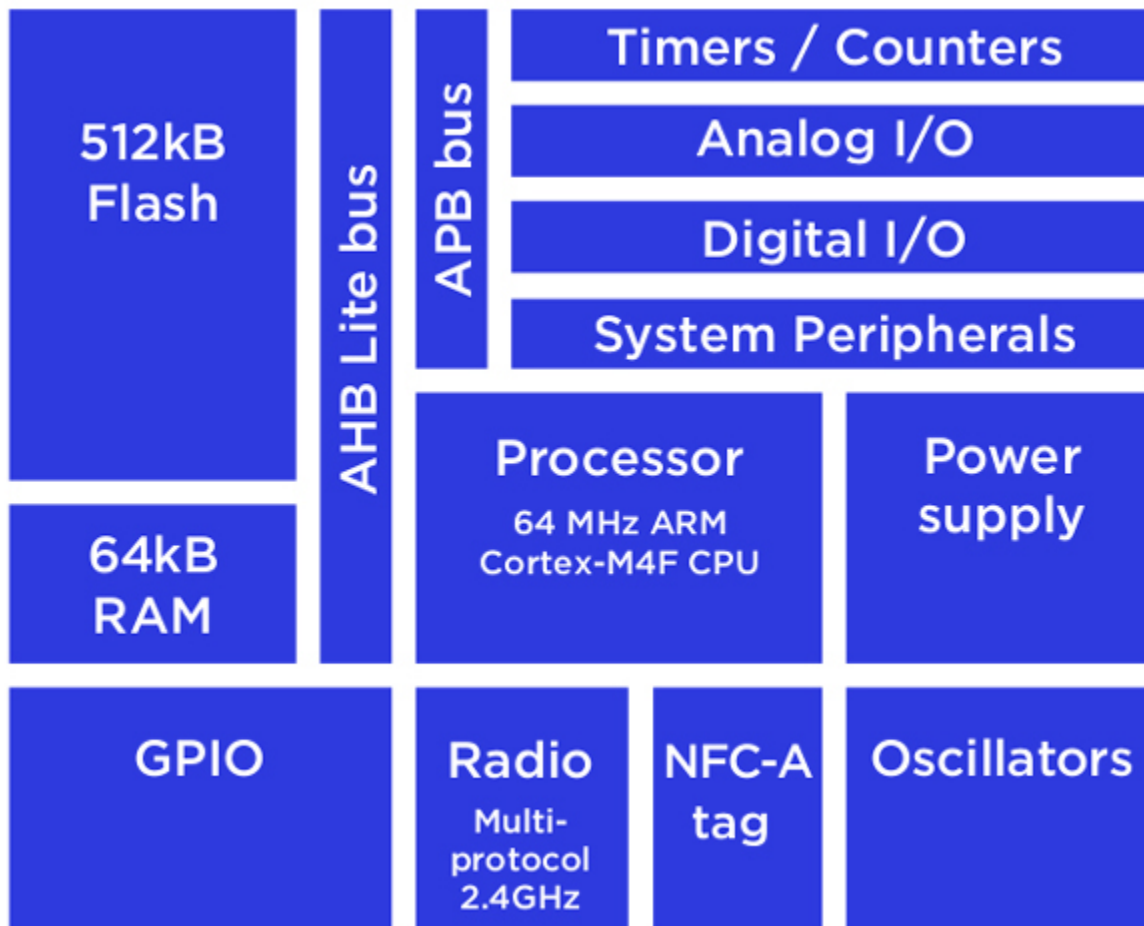 512kB
Flash
AHB Lite bus
APB bus
Timers / Counters
Analog I/O
Digital I/O
System Peripherals
64kB
RAM
Processor
64 MHz ARM
Cortex-M4F CPU
Power
supply
GPIO
Radio
Multi-
protocol
2.4GHz
NFC-A
tag
Oscillators